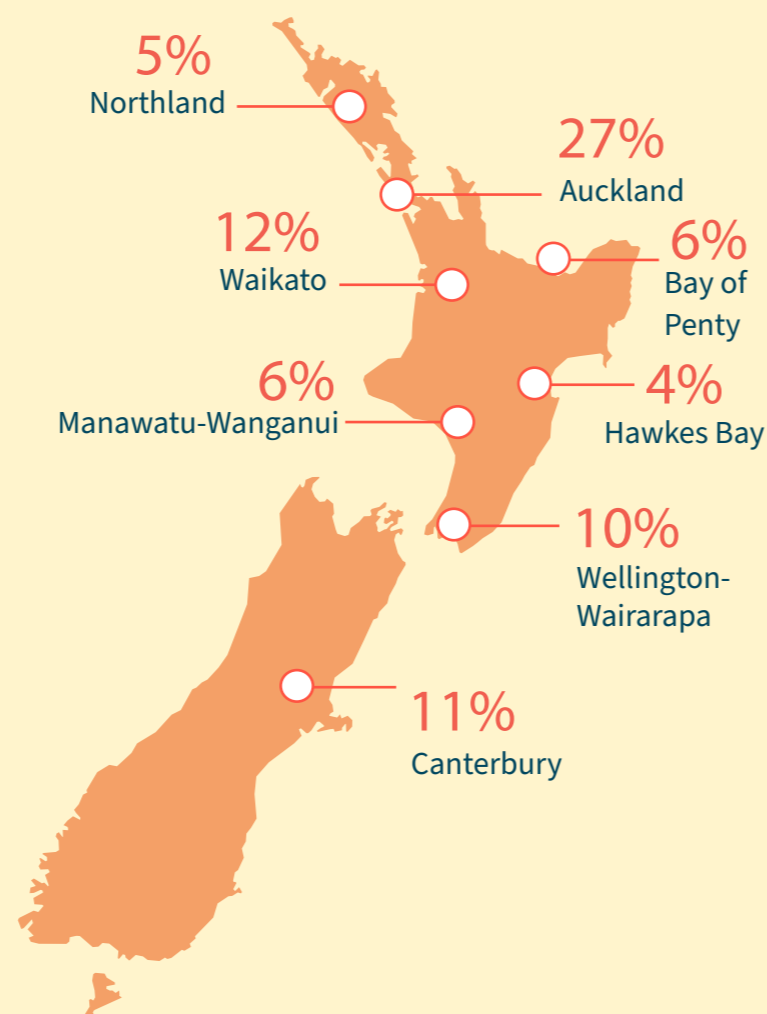 5%
Northland
27%
Auckland
12%
Waikato
6%
Bay of
Penty
6%
Manawatu-Wanganui
4%
Hawkes Bay
10%
Wellington-
Wairarapa
11%
Canterbury